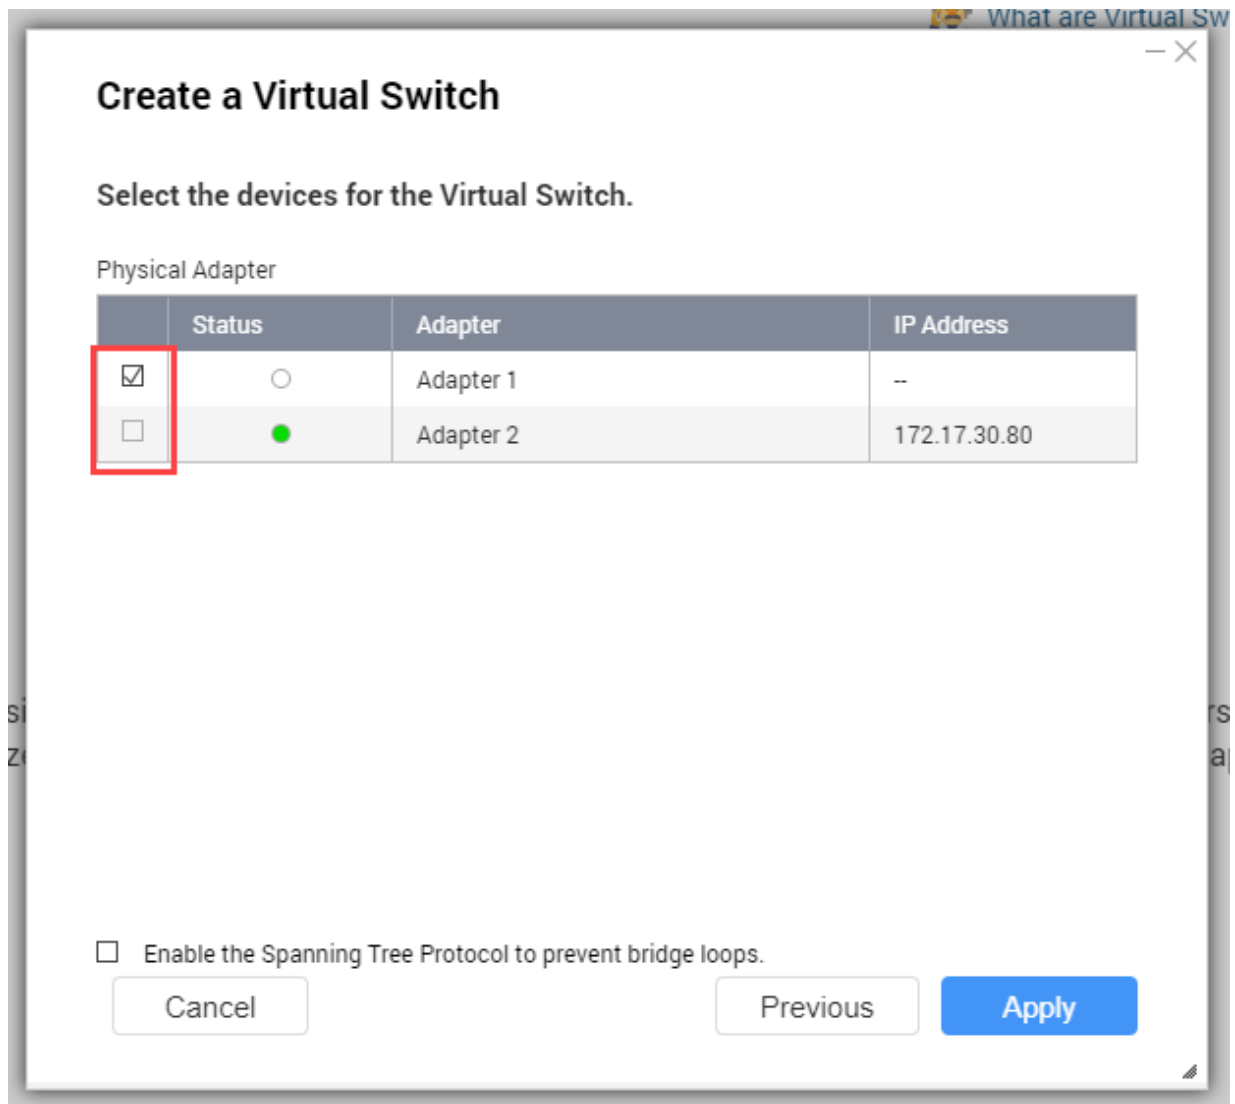 What are Virtual Sw
Create a Virtual Switch
Select the devices for the Virtual Switch.
Physical Adapter
Status Adapter IP Address
Adapter 1 --
Adapter 2 172.17.30.80
si rs
Enable the Spanning Tree Protocol to prevent bridge loops.
Cancel Previous Apply